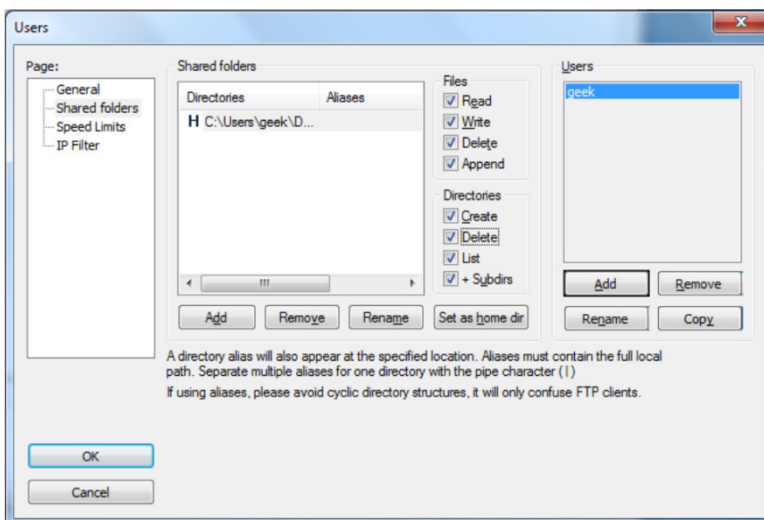 Users
Page:
General
Shared folders
Speed Limits
IP Filter
Shared folders
Directories Aliases
H C:\Users\geek\D...
Files
Read
Write
Delete
Append
Directories
Create
Delete
List
+ Subdirs
Add Remove Rename Set as home dir
Users
geek
Add Remove
Rename Copy
A directory alias will also appear at the specified location. Aliases must contain the full local
path. Separate multiple aliases for one directory with the pipe character ( | )
If using aliases, please avoid cyclic directory structures, it will only confuse FTP clients.
OK
Cancel